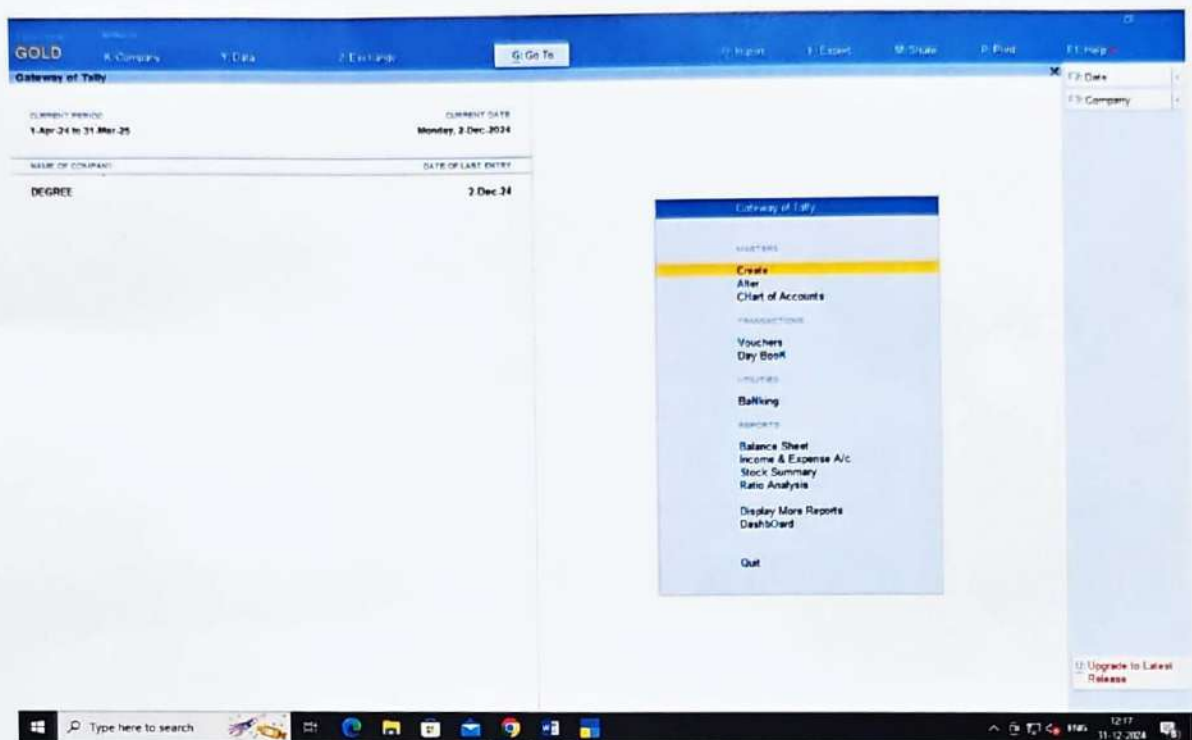 GOLD
K: Company
Y: Data
Z: Exchange
G: Go To
O: Import
E: Export
M: Share
P: Print
F1: Help
Gateway of Tally
F2: Date
F3: Company
CURRENT PERIOD
CURRENT DATE
1-Apr-24 to 31-Mar-25
Monday, 2-Dec-2024
NAME OF COMPANY
DATE OF LAST ENTRY
DEGREE
2-Dec-24
Gateway of Tally
MASTERS
Create
Alter
CHart of Accounts
TRANSACTIONS
Vouchers
Day BooK
UTILITIES
BaNking
REPORTS
Balance Sheet
Income & Expense A/c
Stock Summary
Ratio Analysis
Display More Reports
DashbOard
Quit
U: Upgrade to Latest
Release
Type here to search
ENG
12:17
31-12-2024